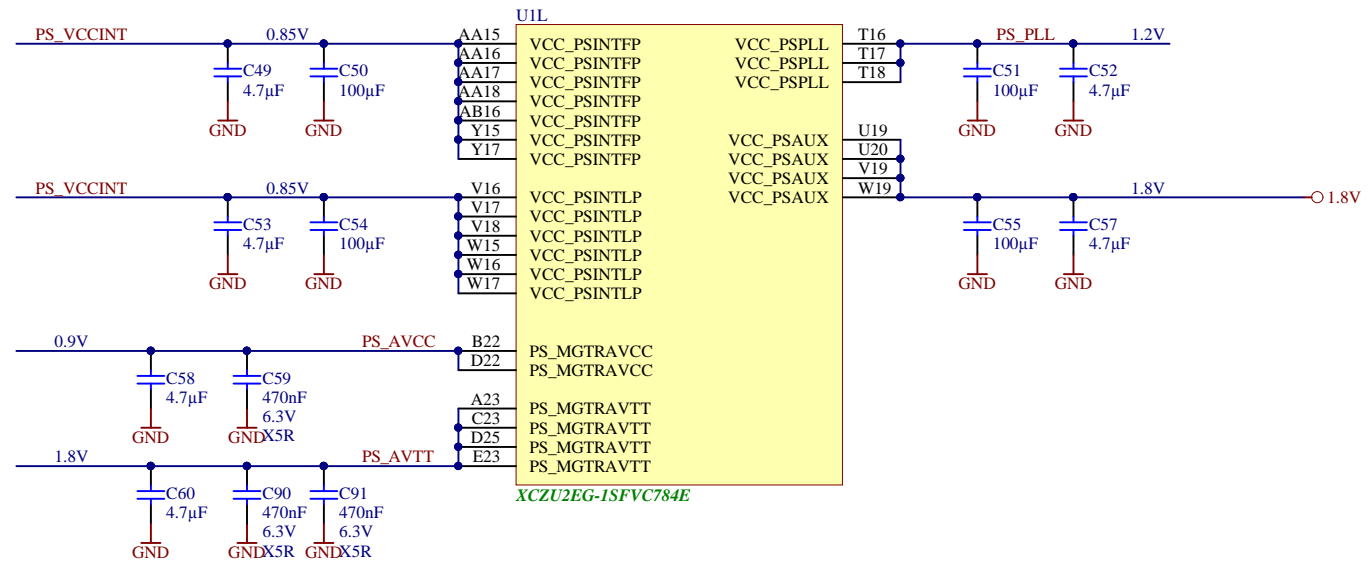 U1L
PS_VCCINT 0.85V AA15 VCC_PSINTFP VCC_PSPLL T16 PS_PLL 1.2V
AA16 VCC_PSINTFP VCC_PSPLL T17
C49 C50 AA17 VCC_PSINTFP VCC_PSPLL T18 C51 C52
4.7µF 100µF AA18 VCC_PSINTFP 100µF 4.7µF
AB16 VCC_PSINTFP
GND GND Y15 VCC_PSINTFP VCC_PSAUX U19 GND GND
Y17 VCC_PSINTFP VCC_PSAUX U20
VCC_PSAUX V19
PS_VCCINT 0.85V V16 VCC_PSINTLP VCC_PSAUX W19 1.8V 1.8V
V17 VCC_PSINTLP
C53 C54 V18 VCC_PSINTLP C55 C57
4.7µF 100µF W15 VCC_PSINTLP 100µF 4.7µF
W16 VCC_PSINTLP
GND GND W17 VCC_PSINTLP GND GND
0.9V PS_AVCC B22 PS_MGTRAVCC
D22 PS_MGTRAVCC
C58 C59
4.7µF 470nF
A23 PS_MGTRAVTT
6.3V C23 PS_MGTRAVTT
GND GND X5R D25 PS_MGTRAVTT
1.8V PS_AVTT E23 PS_MGTRAVTT
C60 C90 C91 XCZU2EG-1SFVC784E
4.7µF 470nF 470nF
6.3V 6.3V
GND GND X5R GND X5R